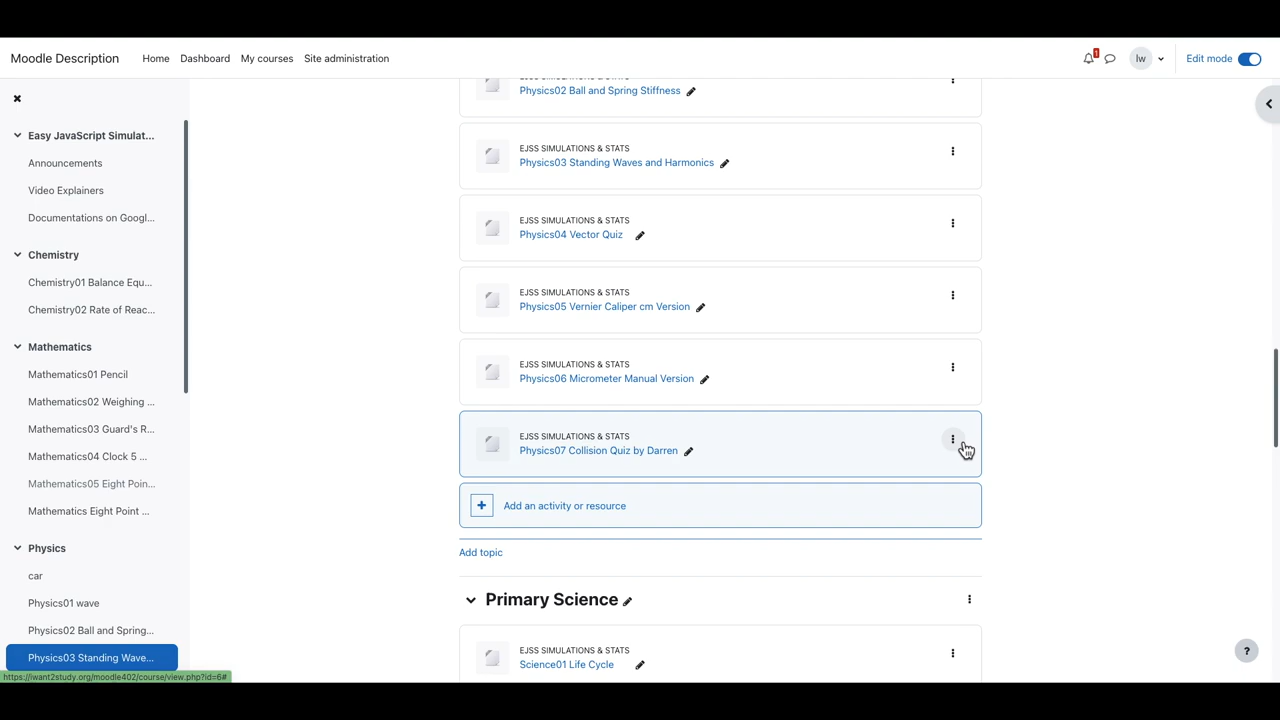 Moodle Description
Home
Dashboard
My courses
Site administration
1
lw
Edit mode
Easy JavaScript Simulat...
Announcements
Video Explainers
Documentations on Googl...
Chemistry
Chemistry01 Balance Equ...
Chemistry02 Rate of Reac...
Mathematics
Mathematics01 Pencil
Mathematics02 Weighing ...
Mathematics03 Guard's R...
Mathematics04 Clock 5 ...
Mathematics05 Eight Poin...
Mathematics Eight Point ...
Physics
car
Physics01 wave
Physics02 Ball and Spring...
Physics03 Standing Wave...
https://iwant2study.org/moodle402/course/view.php?id=6#
EJSS SIMULATIONS & STATS
Physics02 Ball and Spring Stiffness
EJSS SIMULATIONS & STATS
Physics03 Standing Waves and Harmonics
EJSS SIMULATIONS & STATS
Physics04 Vector Quiz
EJSS SIMULATIONS & STATS
Physics05 Vernier Caliper cm Version
EJSS SIMULATIONS & STATS
Physics06 Micrometer Manual Version
EJSS SIMULATIONS & STATS
Physics07 Collision Quiz by Darren
+ Add an activity or resource
Add topic
Primary Science
EJSS SIMULATIONS & STATS
Science01 Life Cycle
?